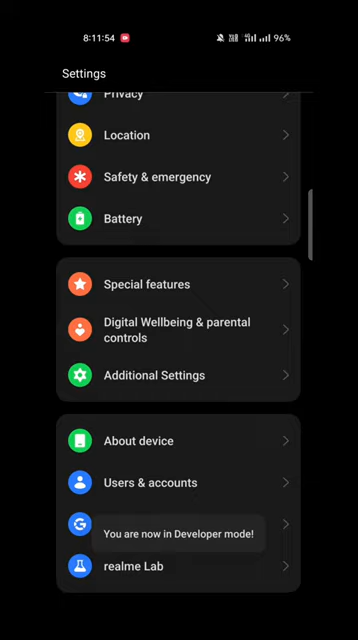 8:11:54
4G
96%
Settings
Privacy
Location
Safety & emergency
Battery
Special features
Digital Wellbeing & parental
controls
Additional Settings
About device
Users & accounts
You are now in Developer mode!
realme Lab